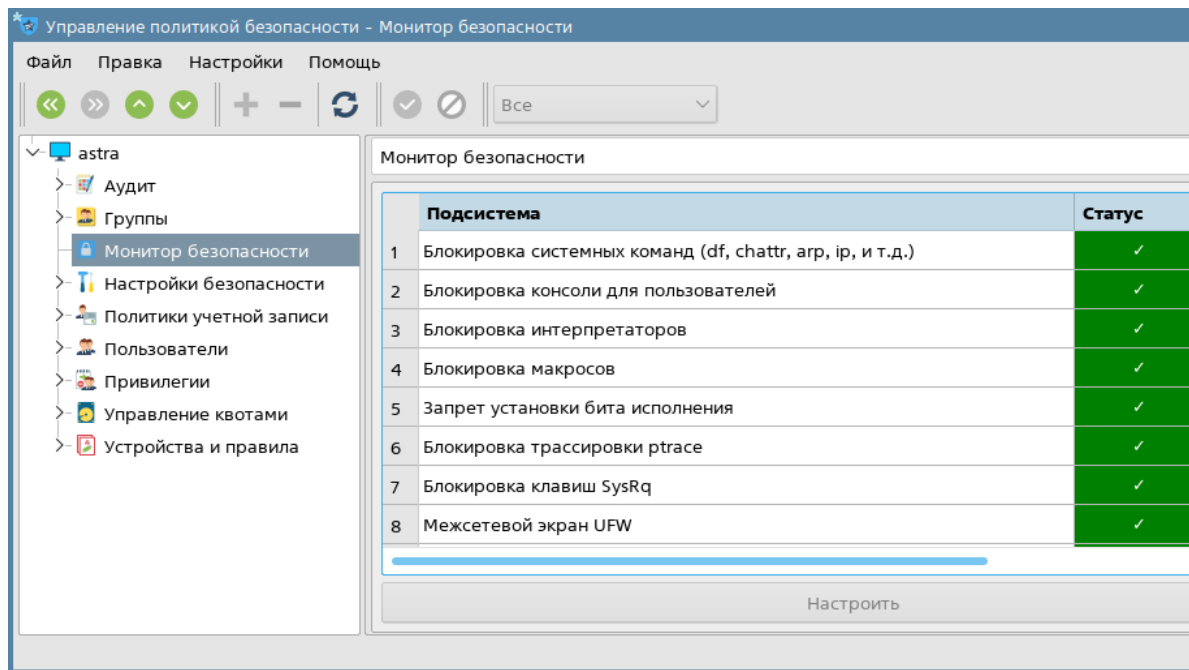 Управление политикой безопасности – Монитор безопасности
Файл Правка Настройки Помощь
Все
astra
Аудит
Группы
Монитор безопасности
Настройки безопасности
Политики учетной записи
Пользователи
Привилегии
Управление квотами
Устройства и правила
Монитор безопасности
Подсистема Статус
1 Блокировка системных команд (df, chattr, arp, ip, и т.д.) ✓
2 Блокировка консоли для пользователей ✓
3 Блокировка интерпретаторов ✓
4 Блокировка макросов ✓
5 Запрет установки бита исполнения ✓
6 Блокировка трассировки ptrace ✓
7 Блокировка клавиш SysRq ✓
8 Межсетевой экран UFW ✓
Настроить